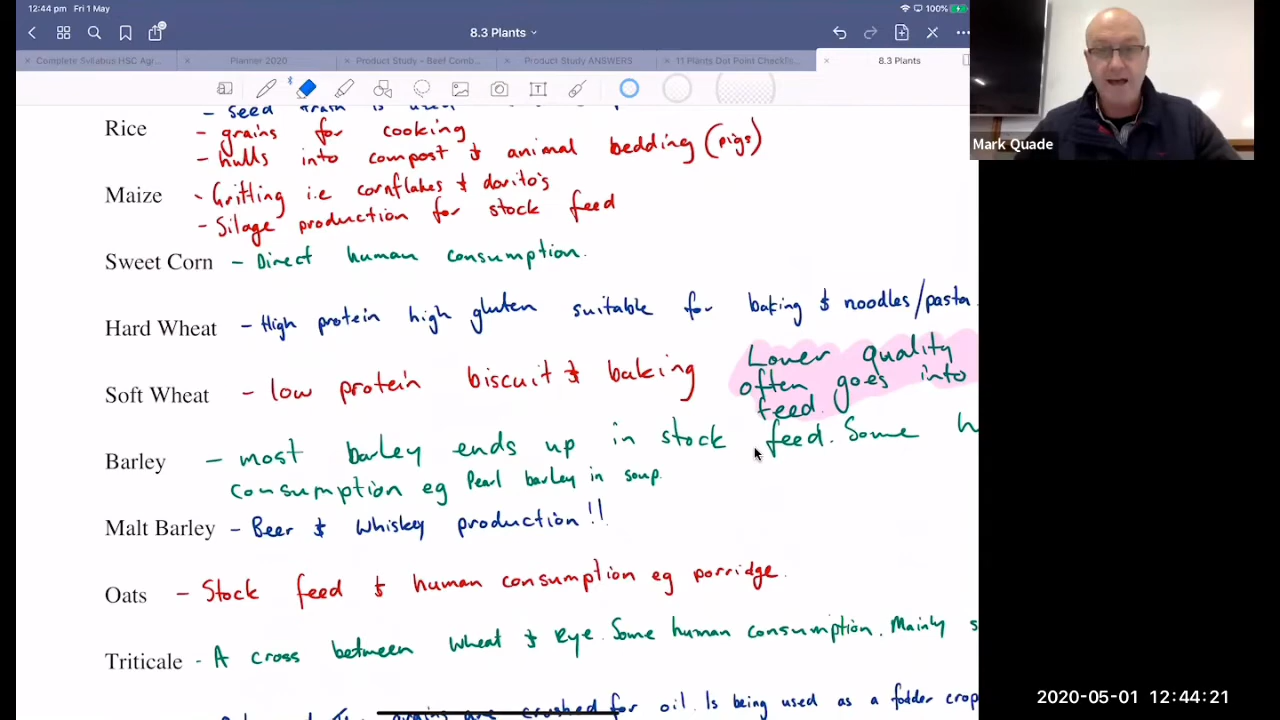 12:44 pm Fri 1 May
100%
8.3 Plants
Complete Syllabus HSC Agr...
Planner 2020
Product Study - Beef Comb...
Product Study ANSWERS
11 Plants Dot Point Checkli...
8.3 Plants
Mark Quade
- seed train is used
Rice
- grains for cooking
- hulls into compost & animal bedding (pigs)
Maize
- Gritting i.e cornflakes & dorito's
- Silage production for stock feed
Sweet Corn - Direct human consumption.
Hard Wheat - High protein high gluten suitable for baking & noodles/pasta.
Soft Wheat - low protein biscuit & baking
Lower quality
often goes into
feed.
Barley - most barley ends up in stock feed. Some h
consumption eg Pearl barley in soup.
Malt Barley - Beer & Whiskey production!!
Oats - Stock feed & human consumption eg porridge.
Triticale - A cross between wheat & Rye. Some human consumption. Mainly s
grains are crushed for oil. Is being used as a fodder crop
2020-05-01 12:44:21